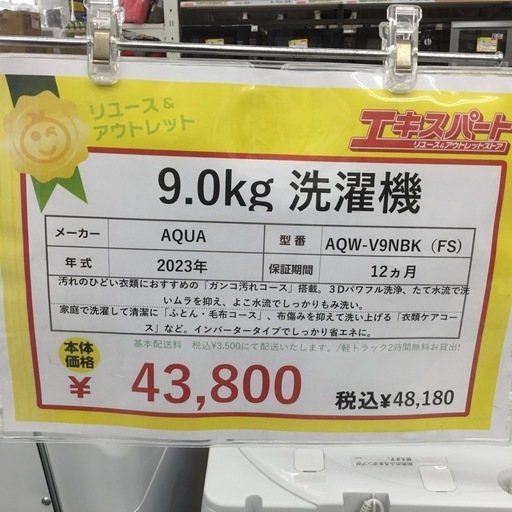 リユース&
アウトレット
エキスパート
リユース&アウトレットストア
9.0kg 洗濯機
メーカー AQUA 型番 AQW-V9NBK（FS）
年式 2023年 保証期間 12ヵ月
汚れのひどい衣類におすすめの「ガンコ汚れコース」搭載。3Dパワフル洗浄、たて水流で洗
いムラを抑え、よこ水流でしっかりもみ洗い。
家庭で洗濯して清潔に「ふとん・毛布コース」、布傷みを抑えて洗い上げる「衣類ケアコー
ス」など。インバータータイプでしっかり省エネに。
基本配送料 税込¥3,500にて配送いたします。/軽トラック2時間無料お貸出!
本体
価格
¥ 43,800 税込¥48,180